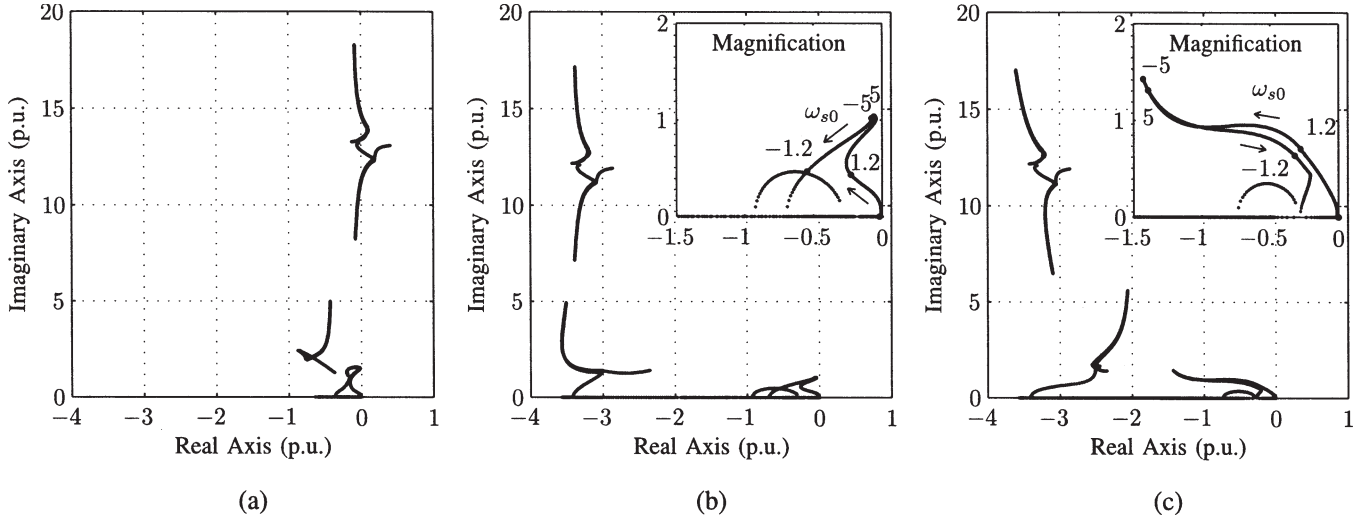 20
15
10
5
0
Imaginary Axis (p.u.)
−4 −3 −2 −1 0 1
Real Axis (p.u.)
(a)
20
15
10
5
0
Imaginary Axis (p.u.)
−4 −3 −2 −1 0 1
Real Axis (p.u.)
(b)
Magnification
2
1
0
−1.5 −1 −0.5 0
ωs0
−5
5
−1.2
1.2
20
15
10
5
0
Imaginary Axis (p.u.)
−4 −3 −2 −1 0 1
Real Axis (p.u.)
(c)
Magnification
2
1
0
−1.5 −1 −0.5 0
−5
5
ωs0
1.2
−1.2